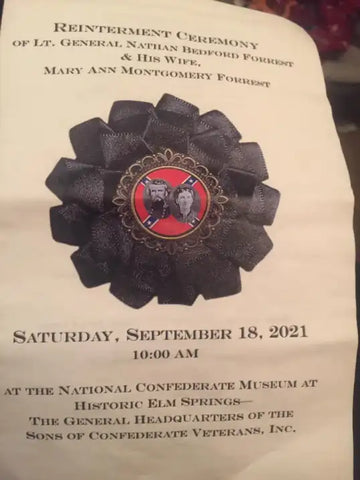 Reinterment Ceremony
of Lt. General Nathan Bedford Forrest
& His Wife,
Mary Ann Montgomery Forrest
Saturday, September 18, 2021
10:00 AM
at the National Confederate Museum at
Historic Elm Springs—
The General Headquarters of the
Sons of Confederate Veterans, Inc.